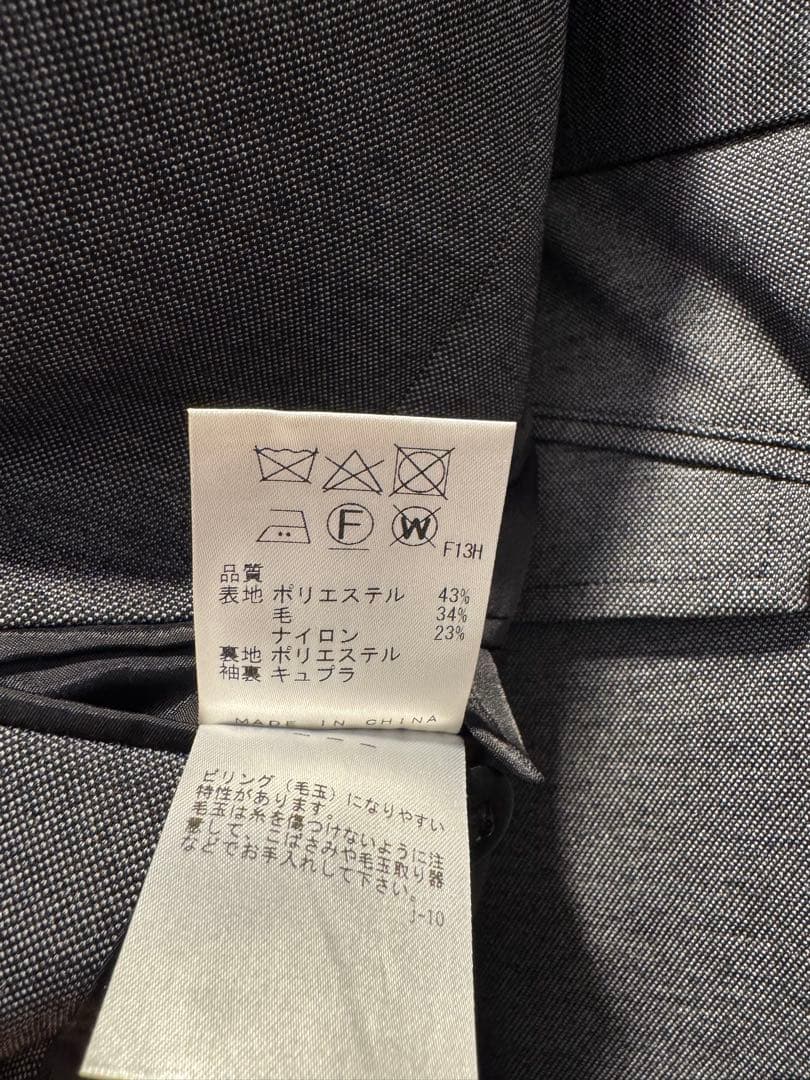 F
W
F13H
品質
表地 ポリエステル 43%
毛 34%
ナイロン 23%
裏地 ポリエステル
袖裏 キュプラ
MADE IN CHINA
ピリング(毛玉)になりやすい
特性があります。
毛玉は糸を傷つけないように注
意して、こばさみや毛玉取り器
などでお手入れして下さい。
J-10